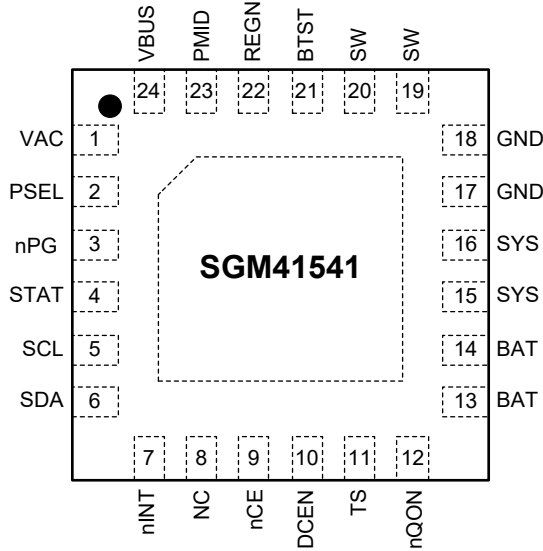 VBUS
PMID
REGN
BTST
SW
SW
24 23 22 21 20 19
VAC 1
PSEL 2
nPG 3
STAT 4
SCL 5
SDA 6
SGM41541
18 GND
17 GND
16 SYS
15 SYS
14 BAT
13 BAT
7 8 9 10 11 12
nINT
NC
nCE
DCEN
TS
nQON